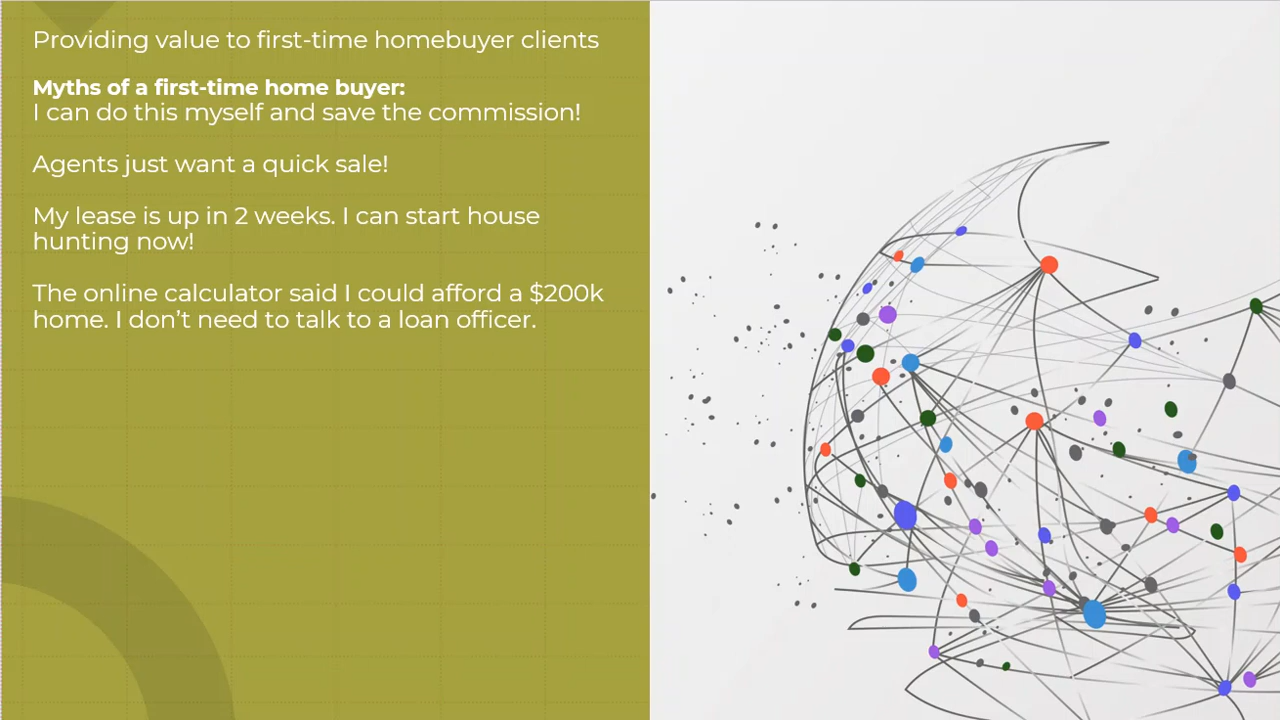 Providing value to first-time homebuyer clients
Myths of a first-time home buyer:
I can do this myself and save the commission!
Agents just want a quick sale!
My lease is up in 2 weeks. I can start house
hunting now!
The online calculator said I could afford a $200k
home. I don’t need to talk to a loan officer.